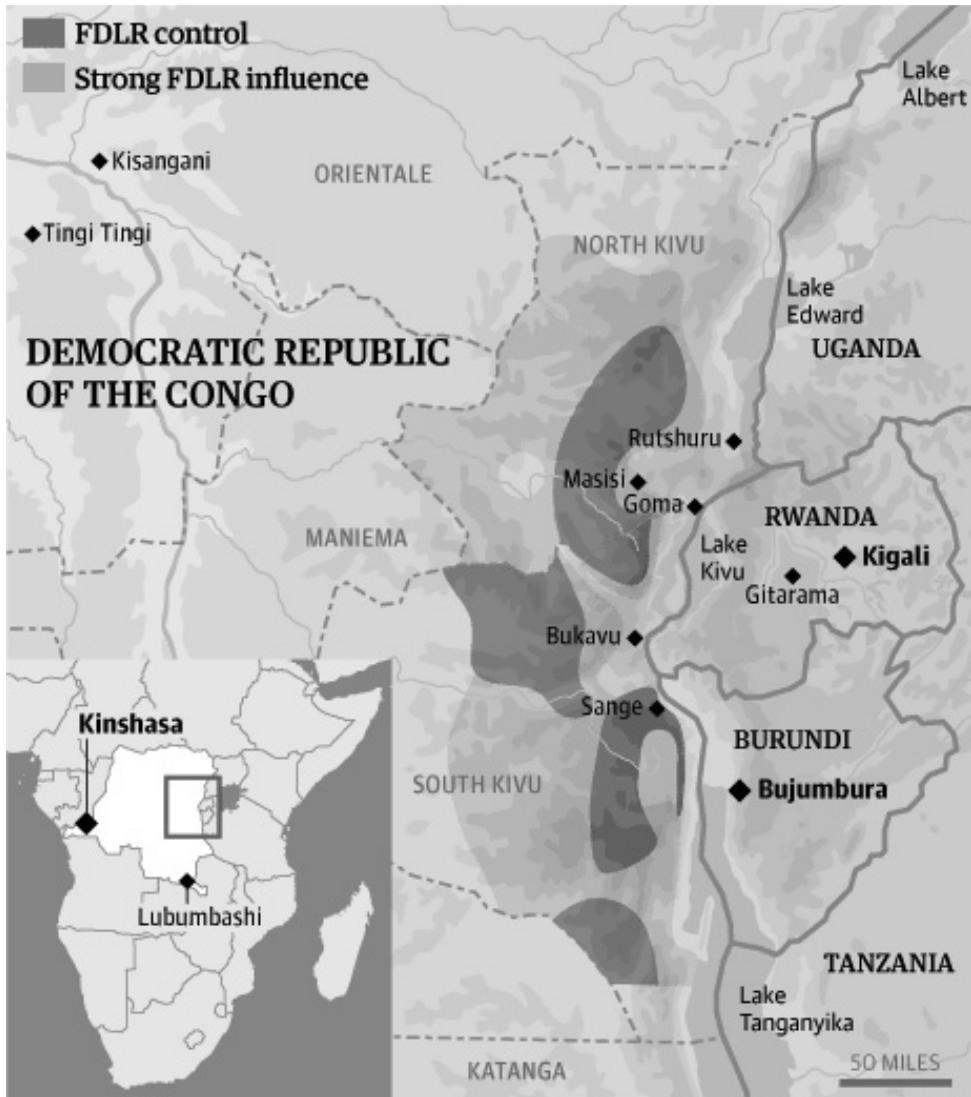 FDLR control
Strong FDLR influence
Lake
Albert
Kisangani
ORIENTALE
Tingi Tingi
NORTH KIVU
Lake
Edward
UGANDA
DEMOCRATIC REPUBLIC
OF THE CONGO
Rutshuru
Masisi
Goma
RWANDA
Kigali
Lake
Kivu
Gitarama
MANIEMA
Bukavu
Sange
Kinshasa
BURUNDI
Bujumbura
SOUTH KIVU
Lubumbashi
TANZANIA
Lake
Tanganyika
KATANGA
50 MILES